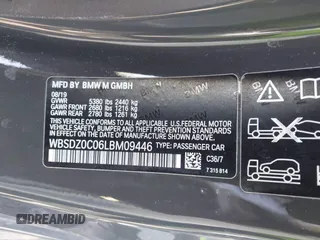 MFD BY BMW M GMBH
08/19
GVWR 5380 lbs 2440 kg
GAWR FRONT 2680 lbs 1216 kg
GAWR REAR 2780 lbs 1261 kg
THIS VEHICLE CONFORMS TO ALL APPLICABLE
U.S. FEDERAL MOTOR VEHICLE SAFETY, BUMPER,
AND THEFT PREVENTION STANDARDS IN EFFECT ON
THE DATE OF MANUFACTURE SHOWN ABOVE
WBSDZ0C06LBM09446 TYPE: PASSENGER CAR
C36/7
7 315 814
DREAMBID